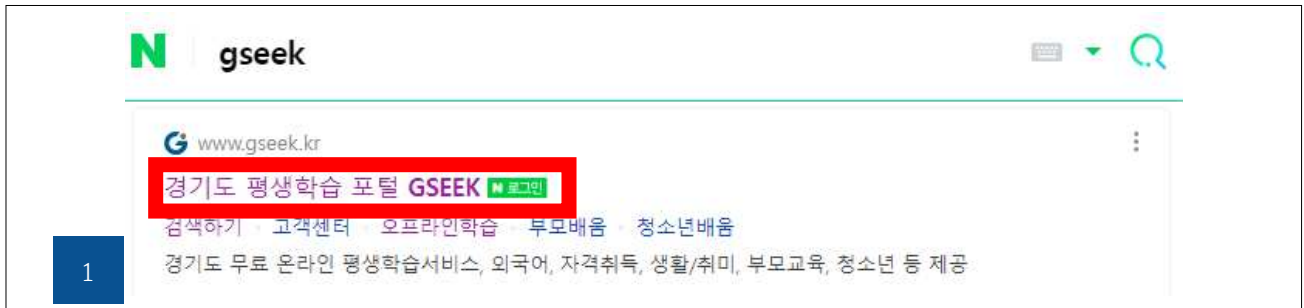 N gseek
www.gseek.kr
경기도 평생학습 포털 GSEEK N 로그인
검색하기 · 고객센터 · 오프라인학습 · 부모배움 · 청소년배움
경기도 무료 온라인 평생학습서비스, 외국어, 자격취득, 생활/취미, 부모교육, 청소년 등 제공
1